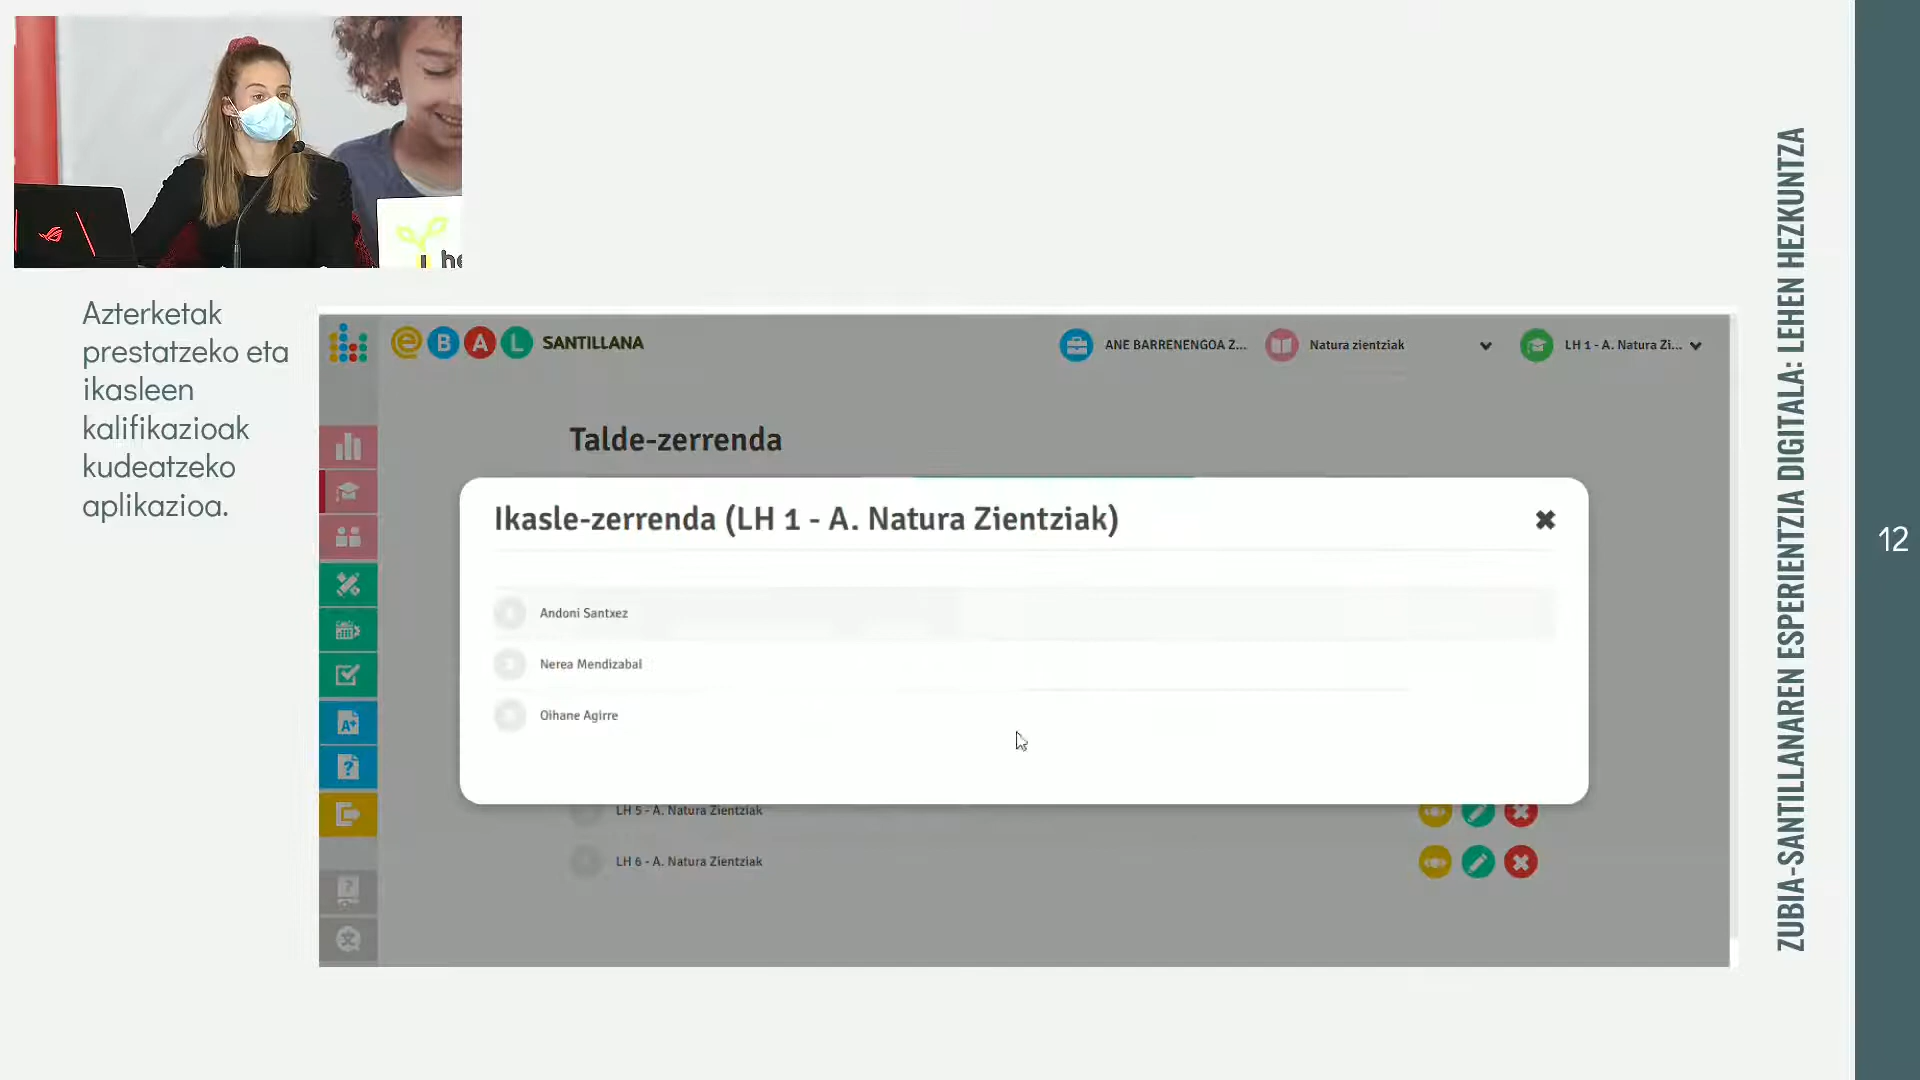 he
Azterketak
prestatzeko eta
ikasleen
kalifikazioak
kudeatzeko
aplikazioa.
eBAL SANTILLANA
ANE BARRENENGOA Z...
Natura zientziak
LH 1 - A. Natura Zi...
Talde-zerrenda
Ikasle-zerrenda (LH 1 - A. Natura Zientziak)
Andoni Santxez
Nerea Mendizabal
Oihane Agirre
LH 5 - A. Natura Zientziak
LH 6 - A. Natura Zientziak
ZUBIA-SANTILLANAREN ESPERIENTZIA DIGITALA: LEHEN HEZKUNTZA
12